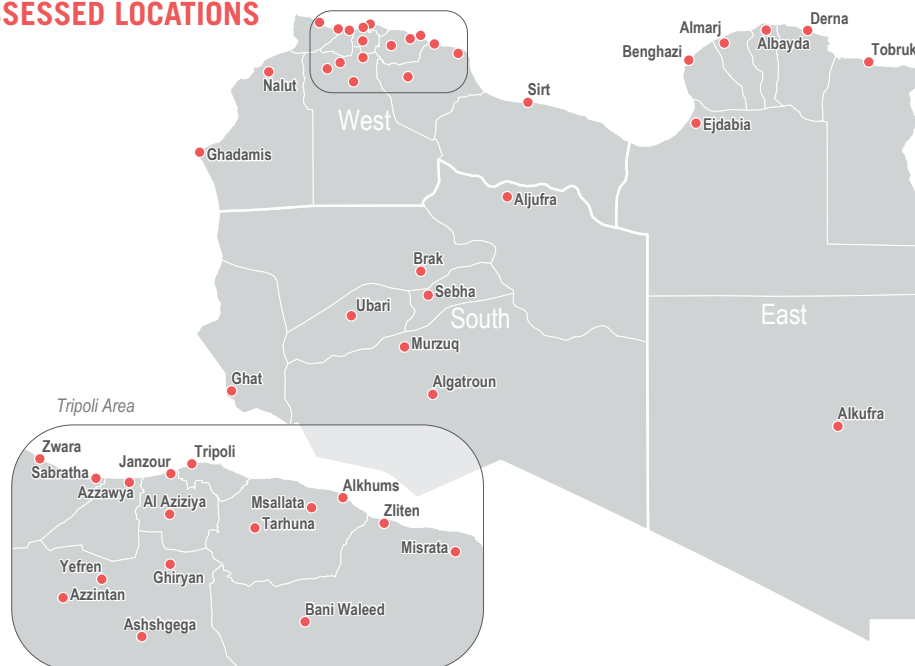 SESSED LOCATIONS
Derna
Almarj
Albayda
Benghazi
Tobruk
Nalut
Sirt
West
Ejdabia
Ghadamis
Aljufra
Brak
Sebha
Ubari
South
East
Murzuq
Ghat
Algatroun
Alkufra
Tripoli Area
Zwara
Tripoli
Janzour
Sabratha
Azzawya
Alkhums
Al Aziziya
Msallata
Zliten
Tarhuna
Misrata
Yefren
Ghiryan
Azzintan
Bani Waleed
Ashshgega